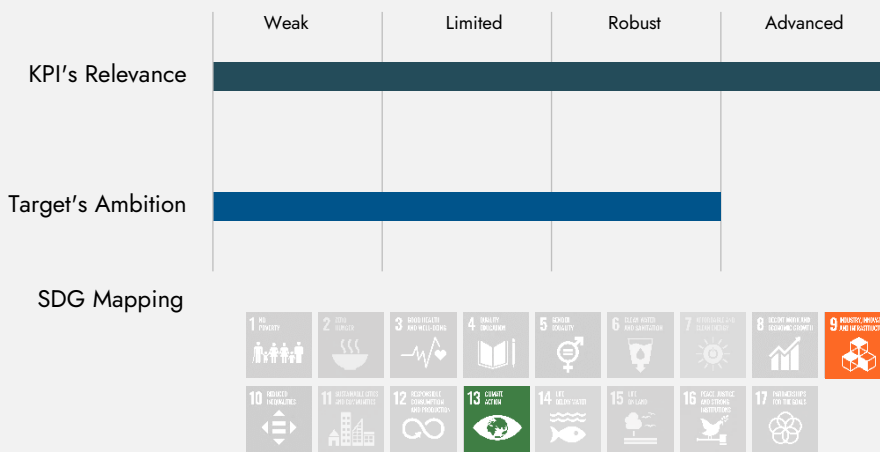 Weak Limited Robust Advanced
KPI's Relevance
Target's Ambition
SDG Mapping
1 NO POVERTY
2 ZERO HUNGER
3 GOOD HEALTH AND WELL-BEING
4 QUALITY EDUCATION
5 GENDER EQUALITY
6 CLEAN WATER AND SANITATION
7 AFFORDABLE AND CLEAN ENERGY
8 DECENT WORK AND ECONOMIC GROWTH
9 INDUSTRY,
10 REDUCED INEQUALITIES
11 SUSTAINABLE CITIES AND COMMUNITIES
12 RESPONSIBLE CONSUMPTION AND
13 CLIMATE ACTION
14 LIFE BELOW WATER
15 LIFE ON LAND
16 PEACE, JUSTICE AND STRONG INSTITUTIONS
17 PARTNERSHIPS FOR THE GOALS